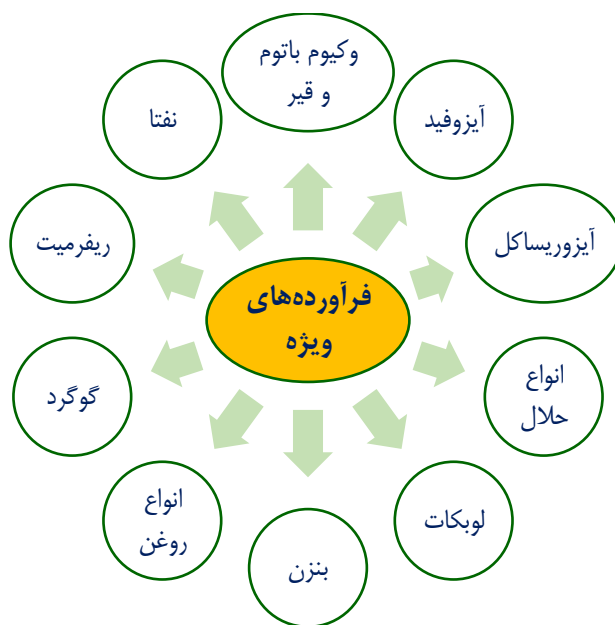 وکیوم باتوم
و قیر
آیزوفید
آیزوریساکل
انواع
حلال
لوبکات
بنزن
انواع
روغن
گوگرد
ریفرمیت
نفتا
فرآورده‌های
ویژه